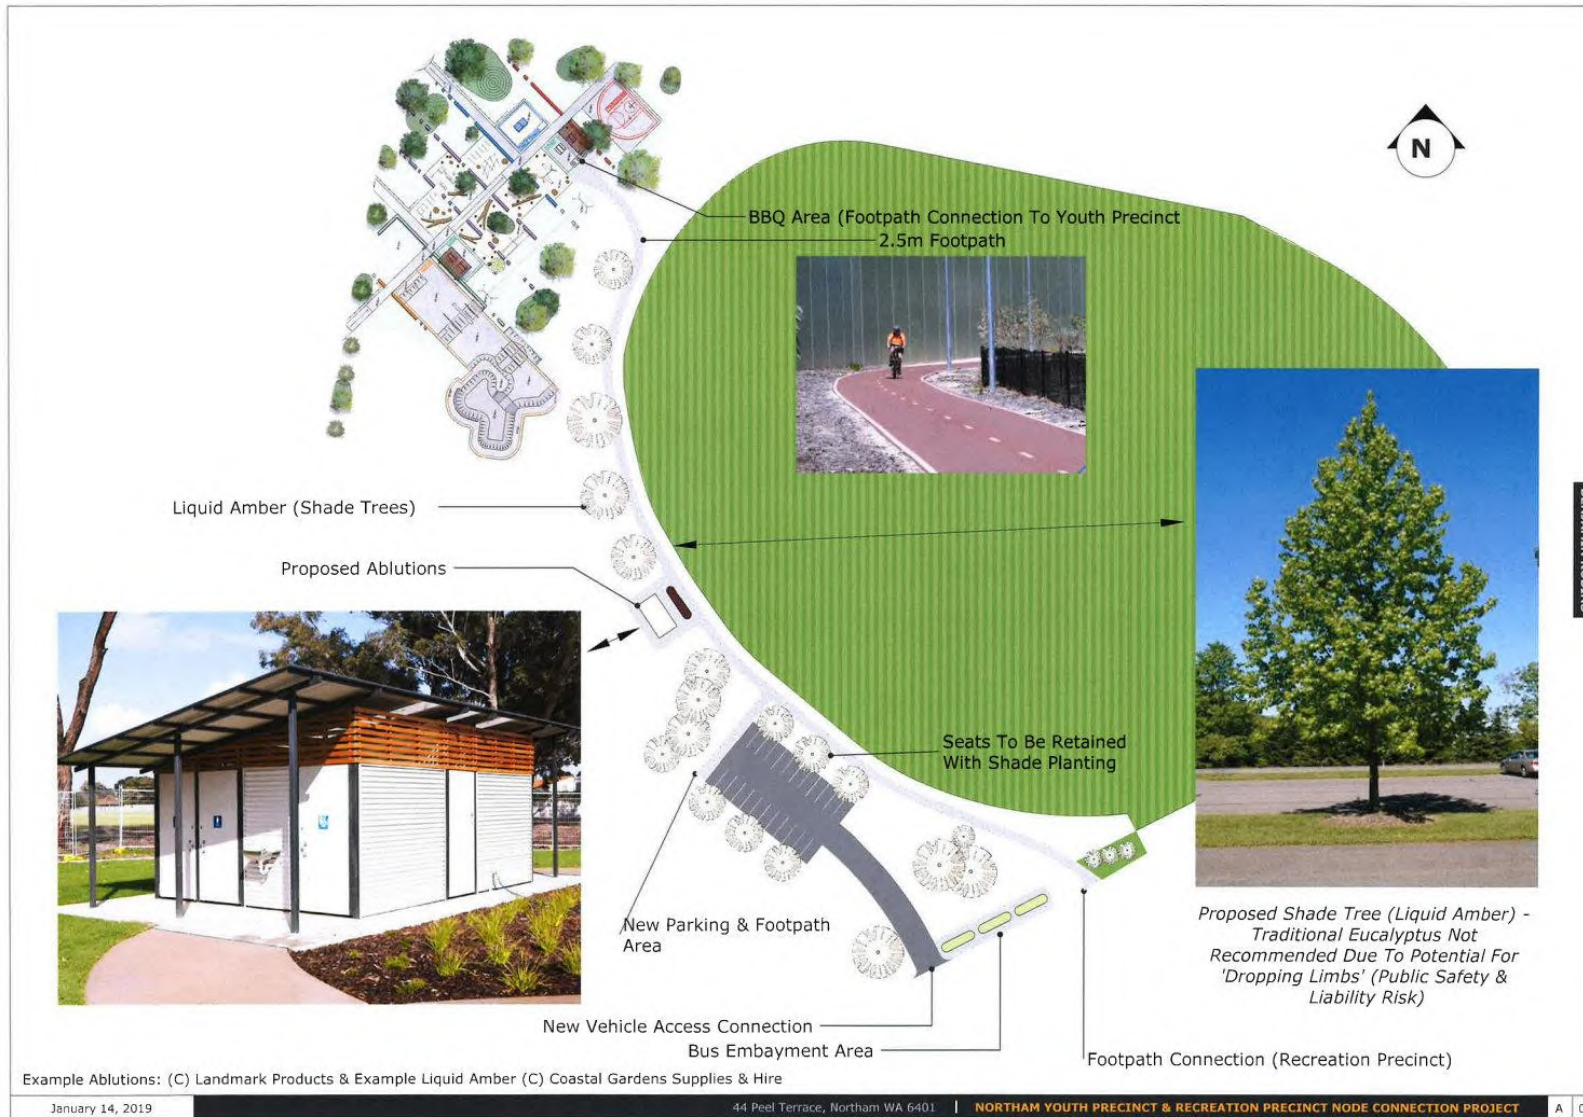 N
BBQ Area (Footpath Connection To Youth Precinct
2.5m Footpath
Liquid Amber (Shade Trees)
Proposed Ablutions
Seats To Be Retained
With Shade Planting
New Parking & Footpath
Area
Proposed Shade Tree (Liquid Amber) -
Traditional Eucalyptus Not
Recommended Due To Potential For
'Dropping Limbs' (Public Safety &
Liability Risk)
New Vehicle Access Connection
Bus Embayment Area
Footpath Connection (Recreation Precinct)
Example Ablutions: (C) Landmark Products & Example Liquid Amber (C) Coastal Gardens Supplies & Hire
January 14, 2019
44 Peel Terrace, Northam WA 6401 | NORTHAM YOUTH PRECINCT & RECREATION PRECINCT NODE CONNECTION PROJECT
A